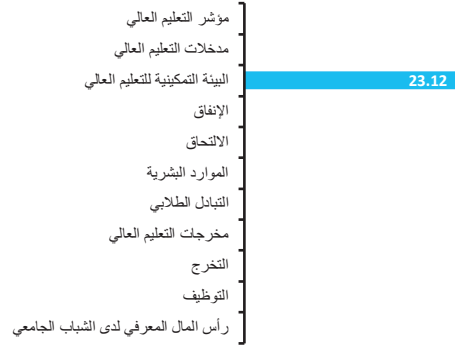 مؤشر التعليم العالي
مدخلات التعليم العالي
البيئة التمكينية للتعليم العالي 23.12
الإنفاق
الالتحاق
الموارد البشرية
التبادل الطلابي
مخرجات التعليم العالي
التخرج
التوظيف
رأس المال المعرفي لدى الشباب الجامعي